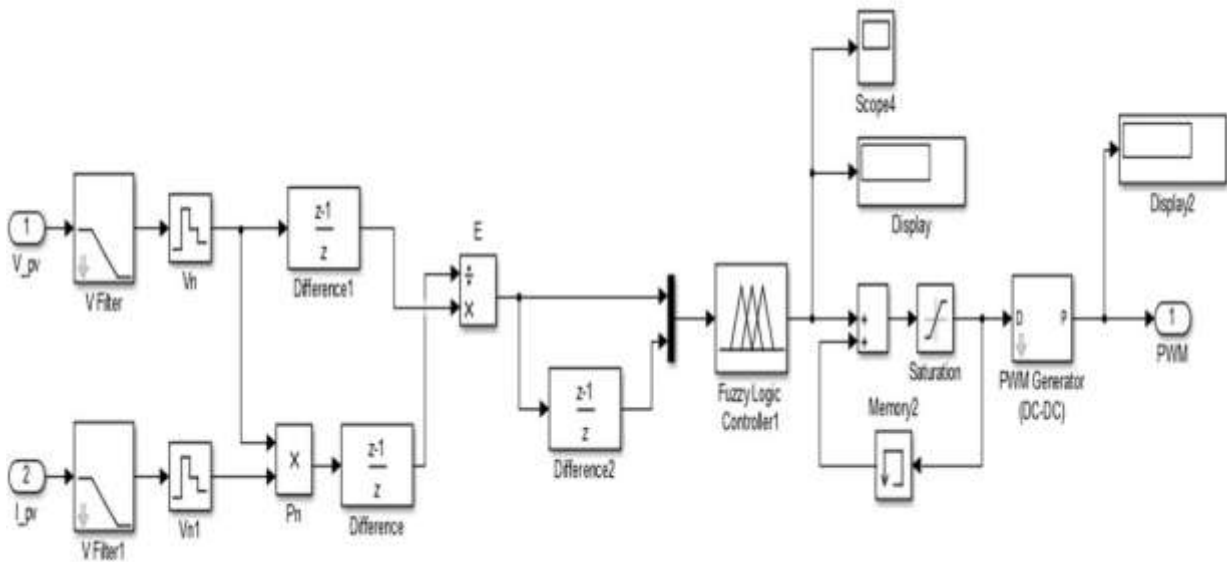 Scope4
Display
Display2
1
V_pv
V Filter
Vn
z-1
z
Difference1
E
÷
X
Fuzzy Logic
Controller1
+
+
Saturation
D
P
PWM Generator
(DC-DC)
1
PWM
z-1
z
Difference2
Memory2
2
I_pv
V Filter1
Vn1
X
Pn
z-1
z
Difference